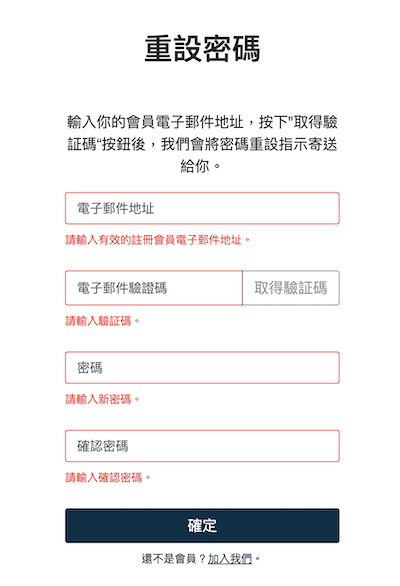 重設密碼
輸入你的會員電子郵件地址，按下"取得驗
証碼“按鈕後，我們會將密碼重設指示寄送
給你。
電子郵件地址
請輸入有效的註冊會員電子郵件地址。
電子郵件驗證碼 取得驗証碼
請輸入驗証碼。
密碼
請輸入新密碼。
確認密碼
請輸入確認密碼。
確定
還不是會員？加入我們。